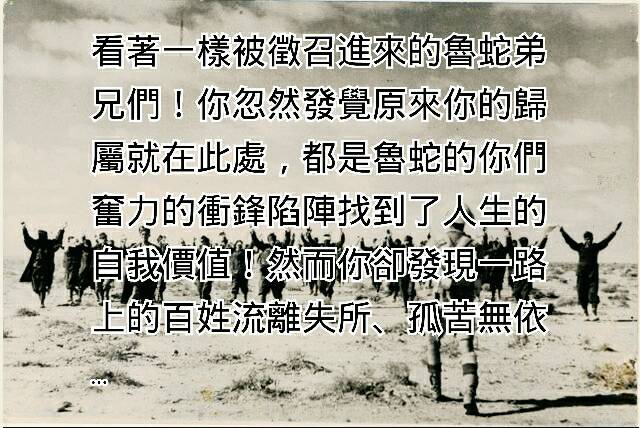 看著一樣被徵召進來的魯蛇弟
兄們！你忽然發覺原來你的歸
屬就在此處，都是魯蛇的你們
奮力的衝鋒陷陣找到了人生的
自我價值！然而你卻發現一路
上的百姓流離失所、孤苦無依
...